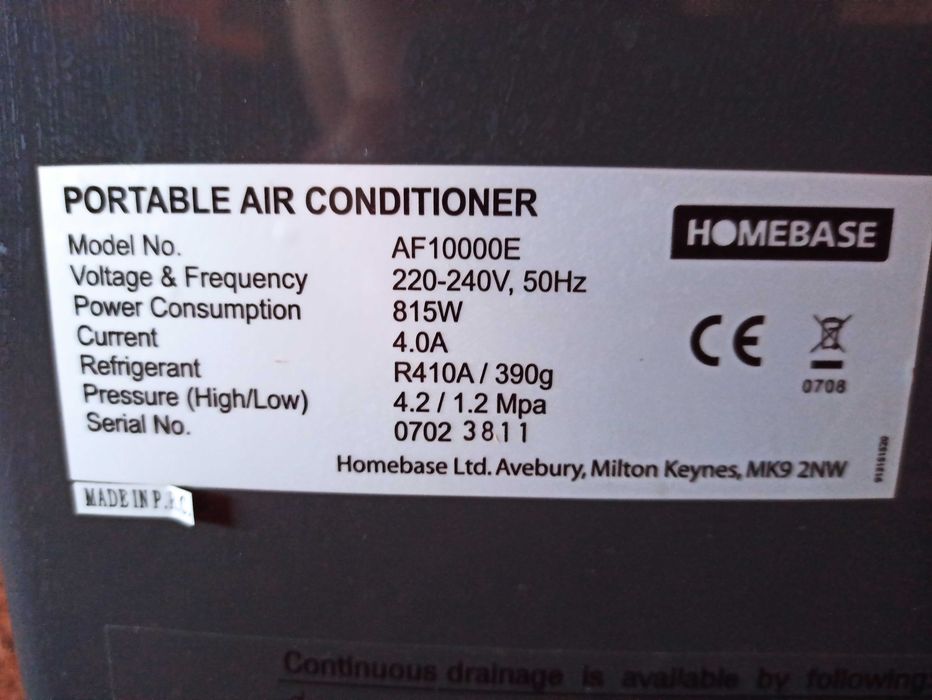 PORTABLE AIR CONDITIONER
HOMEBASE
Model No. AF10000E
Voltage & Frequency 220-240V, 50Hz
Power Consumption 815W
Current 4.0A
Refrigerant R410A / 390g
Pressure (High/Low) 4.2 / 1.2 Mpa
Serial No. 0702 3811
CE
0708
Homebase Ltd. Avebury, Milton Keynes, MK9 2NW
MADE IN P.R.C.
Continuous drainage is available by following